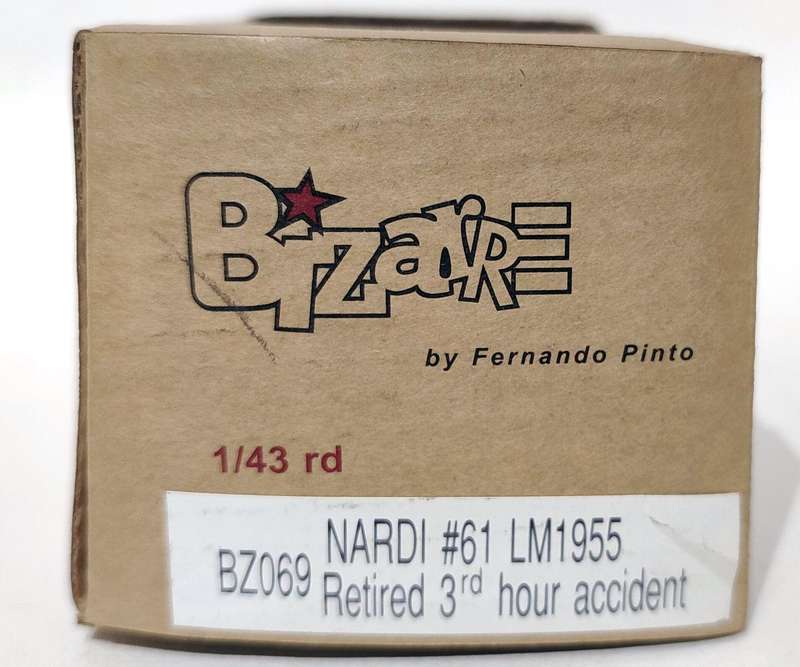 BizaRRE
by Fernando Pinto
1/43 rd
NARDI #61 LM1955
BZ069 Retired 3rd hour accident